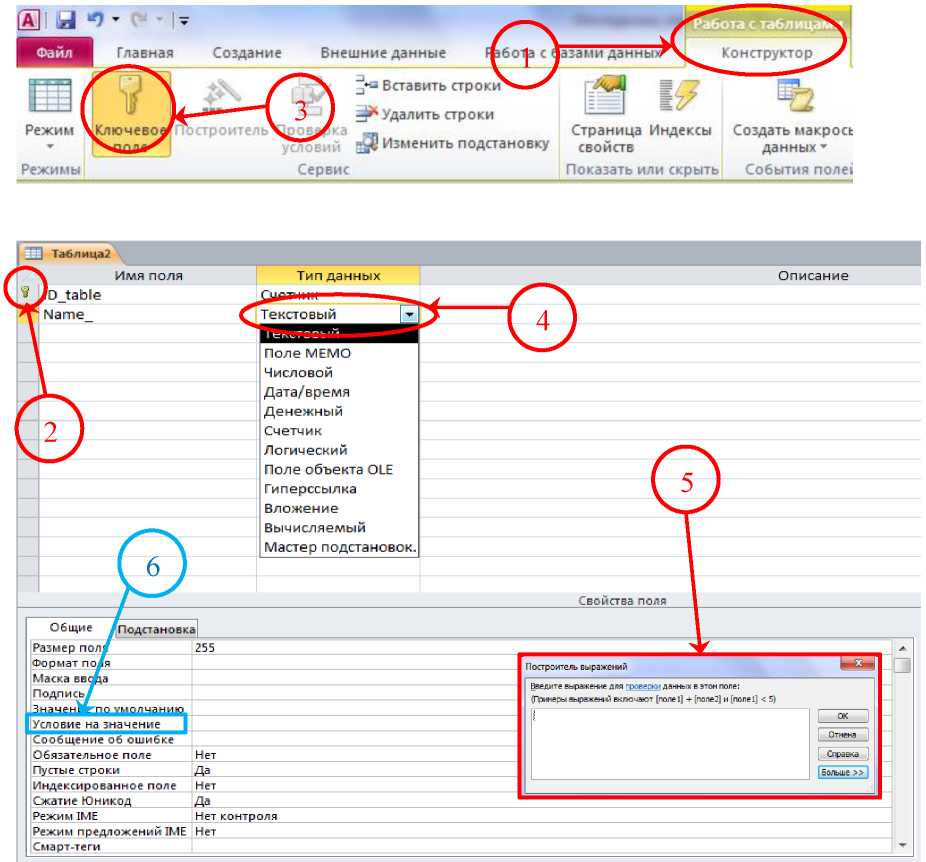 Работа с таблицами
Файл Главная Создание Внешние данные Работа с базами данных Конструктор
1
Вставить строки
3
Удалить строки
Режим Ключевое поле Построитель Проверка условий Изменить подстановку Страница свойств Индексы Создать макросы данных
Режимы Сервис Показать или скрыть События полей
Таблица2
Имя поля Тип данных Описание
ID_table Счетчик
Name_ Текстовый
4
Текстовый
Поле МЕМО
Числовой
Дата/время
Денежный
2
Счетчик
Логический
Поле объекта OLE
5
Гиперссылка
Вложение
Вычисляемый
Мастер подстановок.
6
Свойства поля
Общие Подстановка
Размер поля 255
Формат поля
Маска ввода
Подпись
Значение по умолчанию
Условие на значение
Сообщение об ошибке
Обязательное поле Нет
Пустые строки Да
Индексированное поле Нет
Сжатие Юникод Да
Режим IME Нет контроля
Режим предложений IME Нет
Смарт-теги
Построитель выражений
Введите выражение для проверки данных в этом поле:
(Примеры выражений включают [поле1] + [поле2] и [поле1] < 5)
ОК
Отмена
Справка
Больше >>